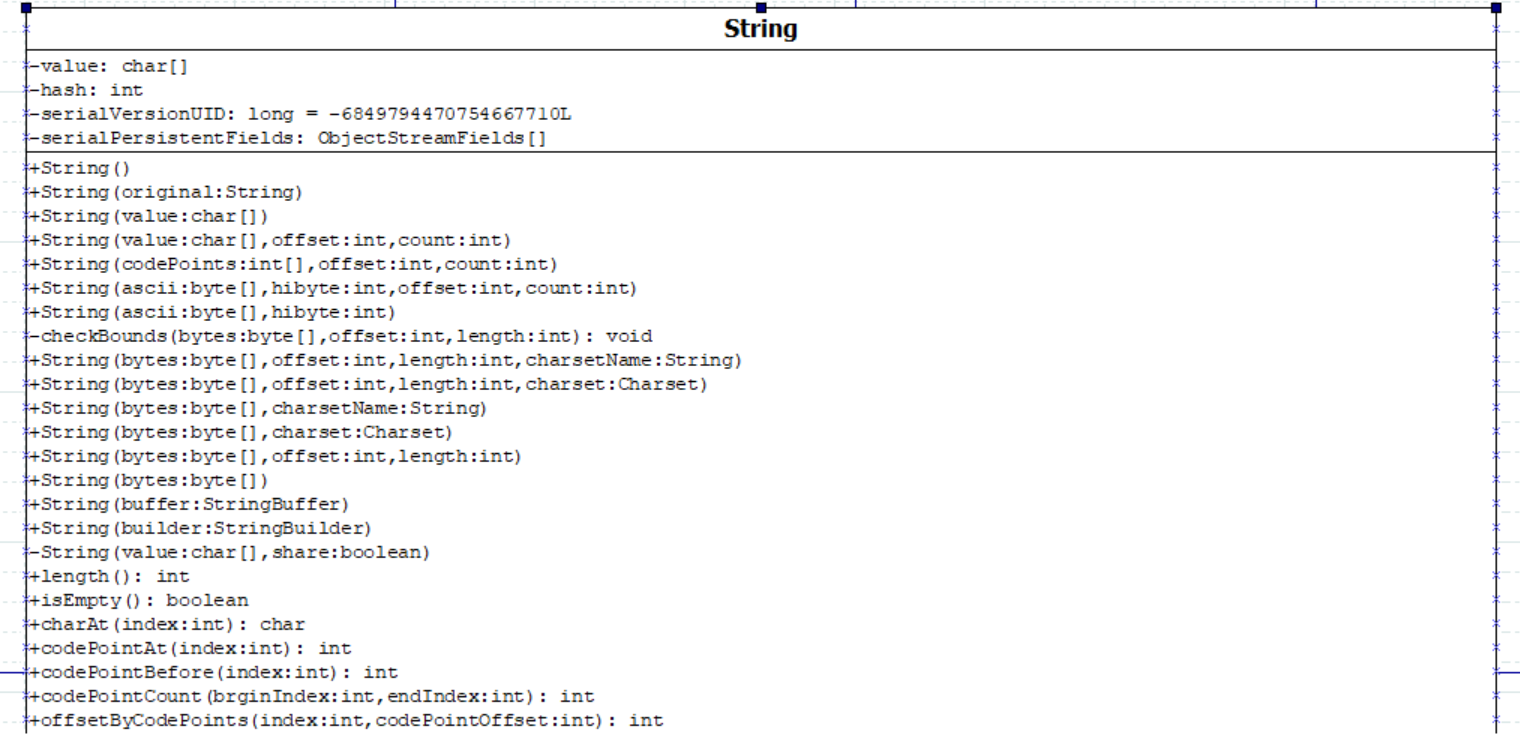 String
-value: char[]
-hash: int
-serialVersionUID: long = -6849794470754667710L
-serialPersistentFields: ObjectStreamFields[]
+String()
+String(original:String)
+String(value:char[])
+String(value:char[],offset:int,count:int)
+String(codePoints:int[],offset:int,count:int)
+String(ascii:byte[],hibyte:int,offset:int,count:int)
+String(ascii:byte[],hibyte:int)
-checkBounds(bytes:byte[],offset:int,length:int): void
+String(bytes:byte[],offset:int,length:int,charsetName:String)
+String(bytes:byte[],offset:int,length:int,charset:Charset)
+String(bytes:byte[],charsetName:String)
+String(bytes:byte[],charset:Charset)
+String(bytes:byte[],offset:int,length:int)
+String(bytes:byte[])
+String(buffer:StringBuffer)
+String(builder:StringBuilder)
-String(value:char[],share:boolean)
+length(): int
+isEmpty(): boolean
+charAt(index:int): char
+codePointAt(index:int): int
+codePointBefore(index:int): int
+codePointCount(brginIndex:int,endIndex:int): int
+offsetByCodePoints(index:int,codePointOffset:int): int